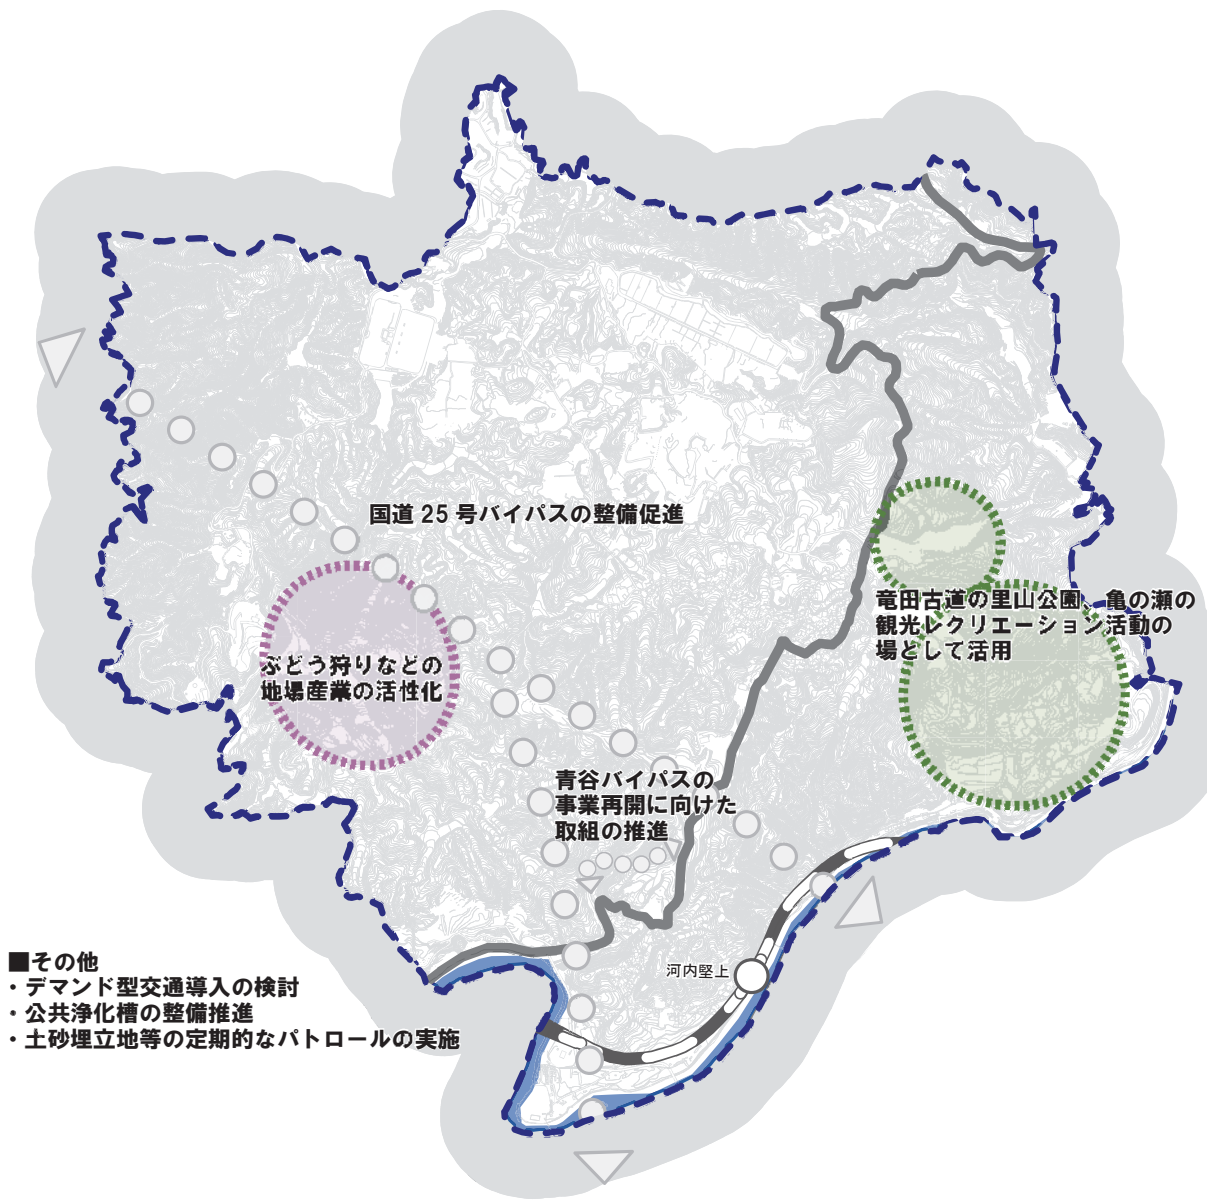 国道 25 号バイパスの整備促進
竜田古道の里山公園、亀の瀬の
観光レクリエーション活動の
場として活用
ぶどう狩りなどの
地場産業の活性化
青谷バイパスの
事業再開に向けた
取組の推進
河内堅上
■その他
・デマンド型交通導入の検討
・公共浄化槽の整備推進
・土砂埋立地等の定期的なパトロールの実施